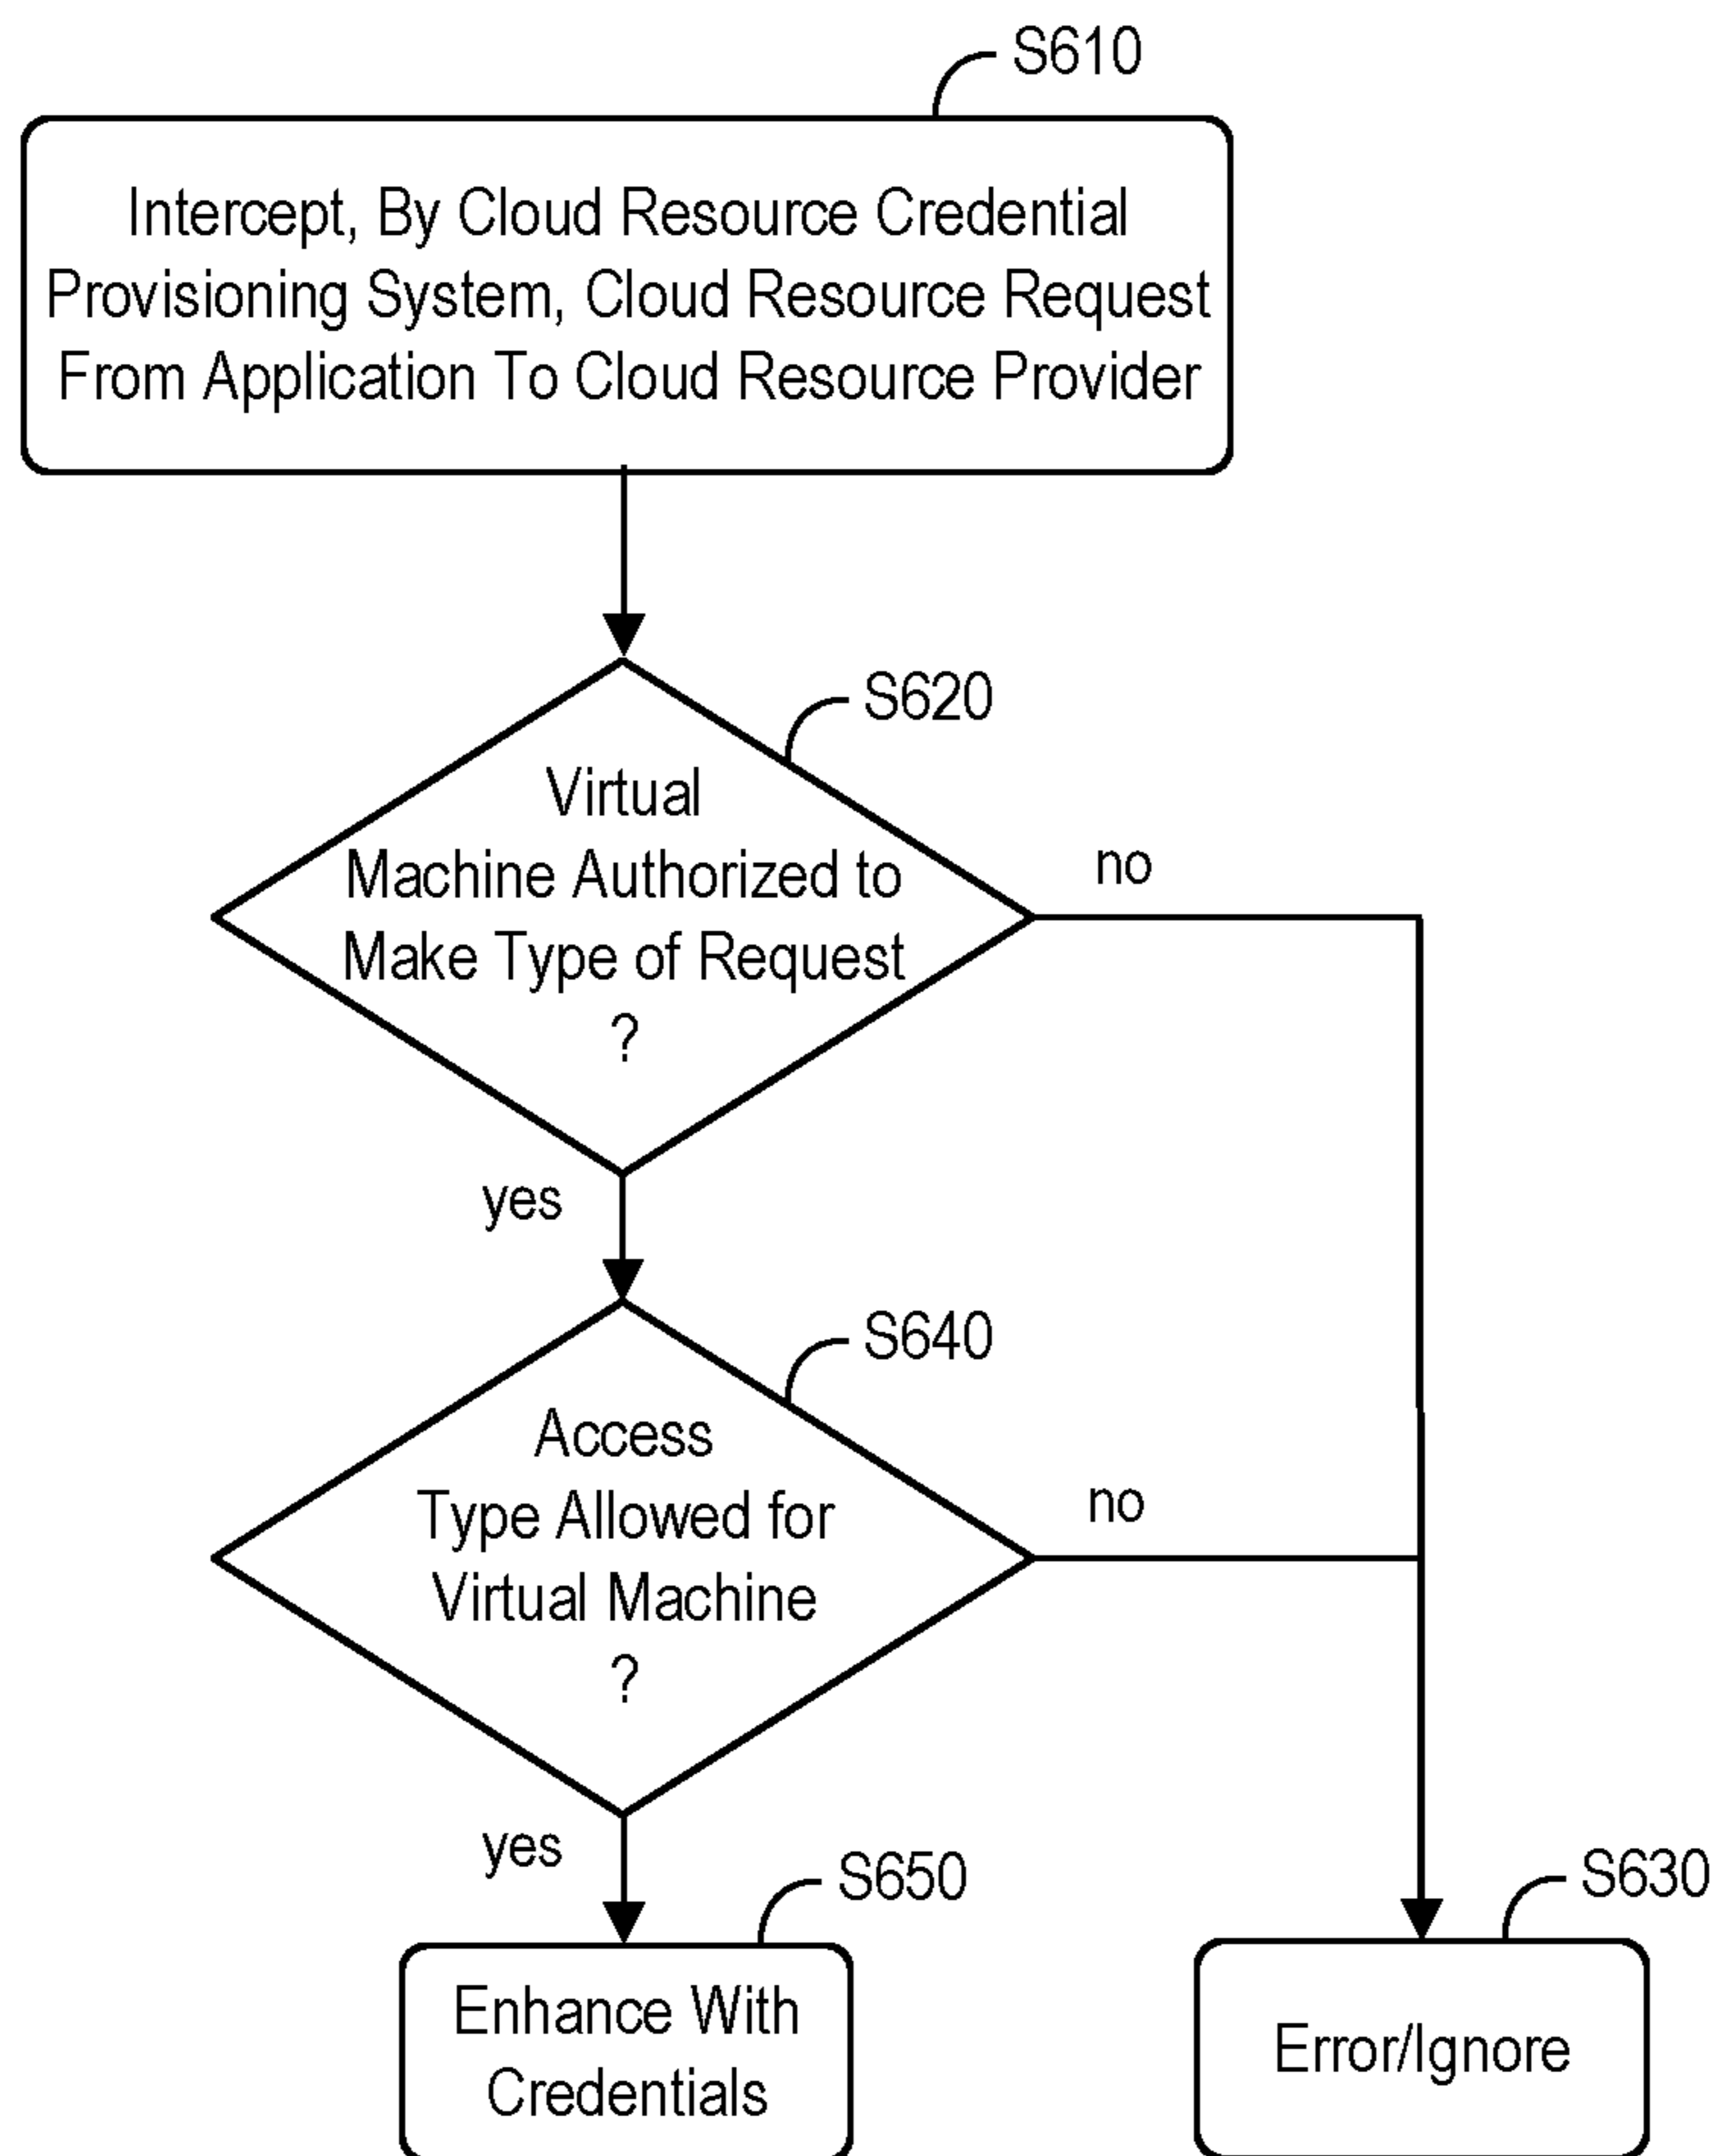 S610
Intercept, By Cloud Resource Credential
Provisioning System, Cloud Resource Request
From Application To Cloud Resource Provider
S620
Virtual
Machine Authorized to
Make Type of Request
?
no
yes
S640
Access
Type Allowed for
Virtual Machine
?
no
yes
S650
Enhance With
Credentials
S630
Error/Ignore